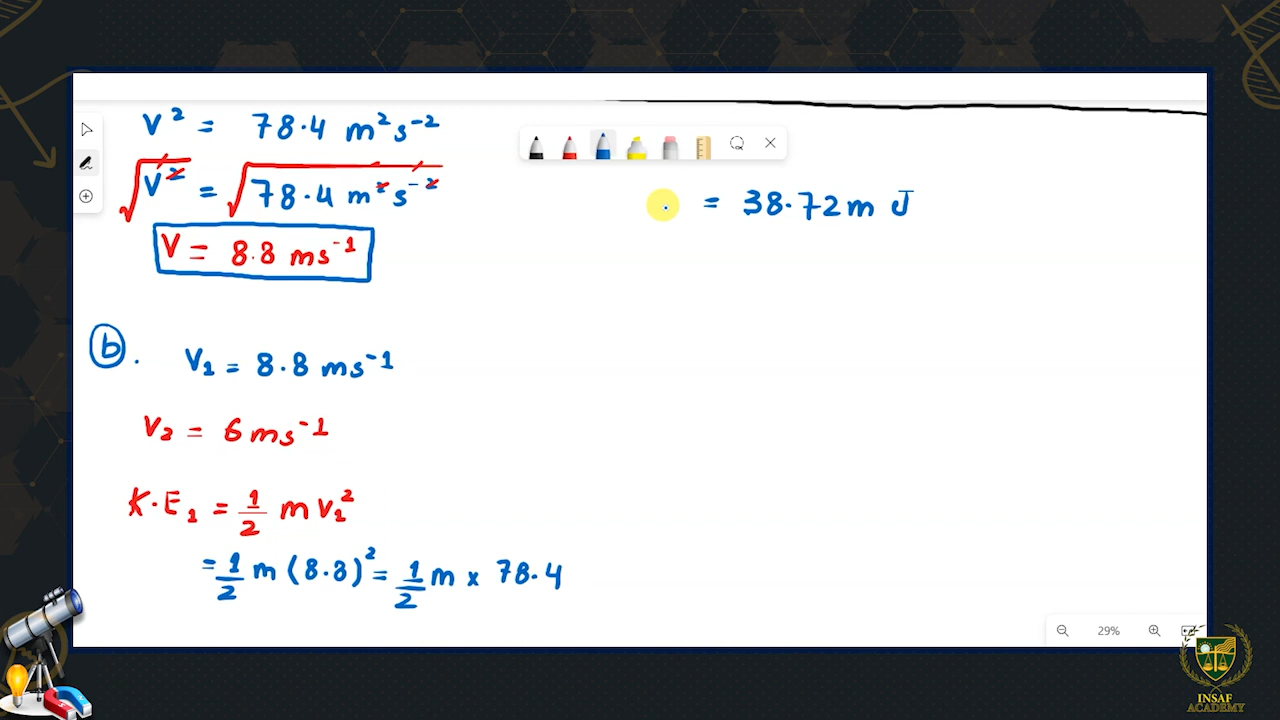 V² = 78.4 m²s⁻²
√V² = √78.4 m²s⁻²
V = 8.8 ms⁻¹
(b). V₁ = 8.8 ms⁻¹
V₂ = 6 ms⁻¹
K.E₁ = 1/2 m v₁²
= 1/2 m (8.8)² = 1/2 m × 78.4
= 38.72 m J
29%
INSAF
ACADEMY